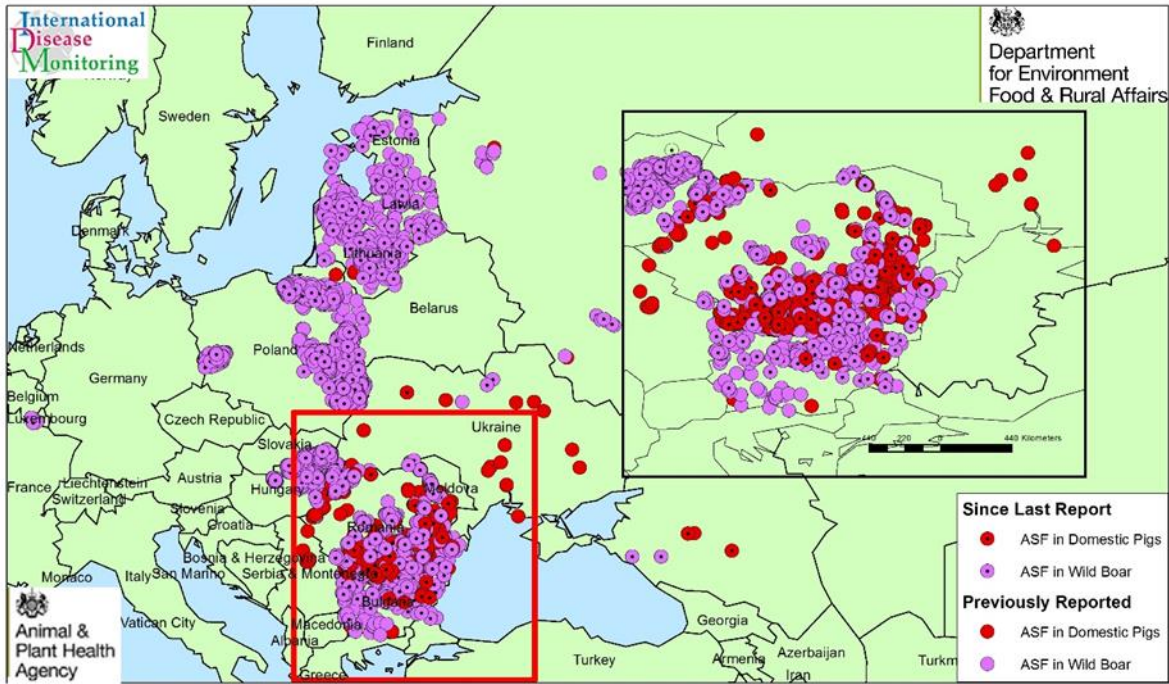 International
Disease
Monitoring
Department
for Environment
Food & Rural Affairs
Finland
Sweden
Estonia
Latvia
Denmark
Lithuania
Belarus
Netherlands
Poland
Germany
Belgium
Luxembourg
Czech Republic
Ukraine
Slovakia
France
Liechtenstein
Austria
Switzerland
Hungary
Moldova
Slovenia
Croatia
Romania
Bosnia & Herzegovina
Monaco
Italy
San Marino
Serbia & Montenegro
Bulgaria
Vatican City
Macedonia
Albania
Greece
Georgia
Turkey
Armenia
Azerbaijan
Iran
Turkm
440 220 0 440 Kilometers
Since Last Report
ASF in Domestic Pigs
ASF in Wild Boar
Previously Reported
ASF in Domestic Pigs
ASF in Wild Boar
Animal &
Plant Health
Agency